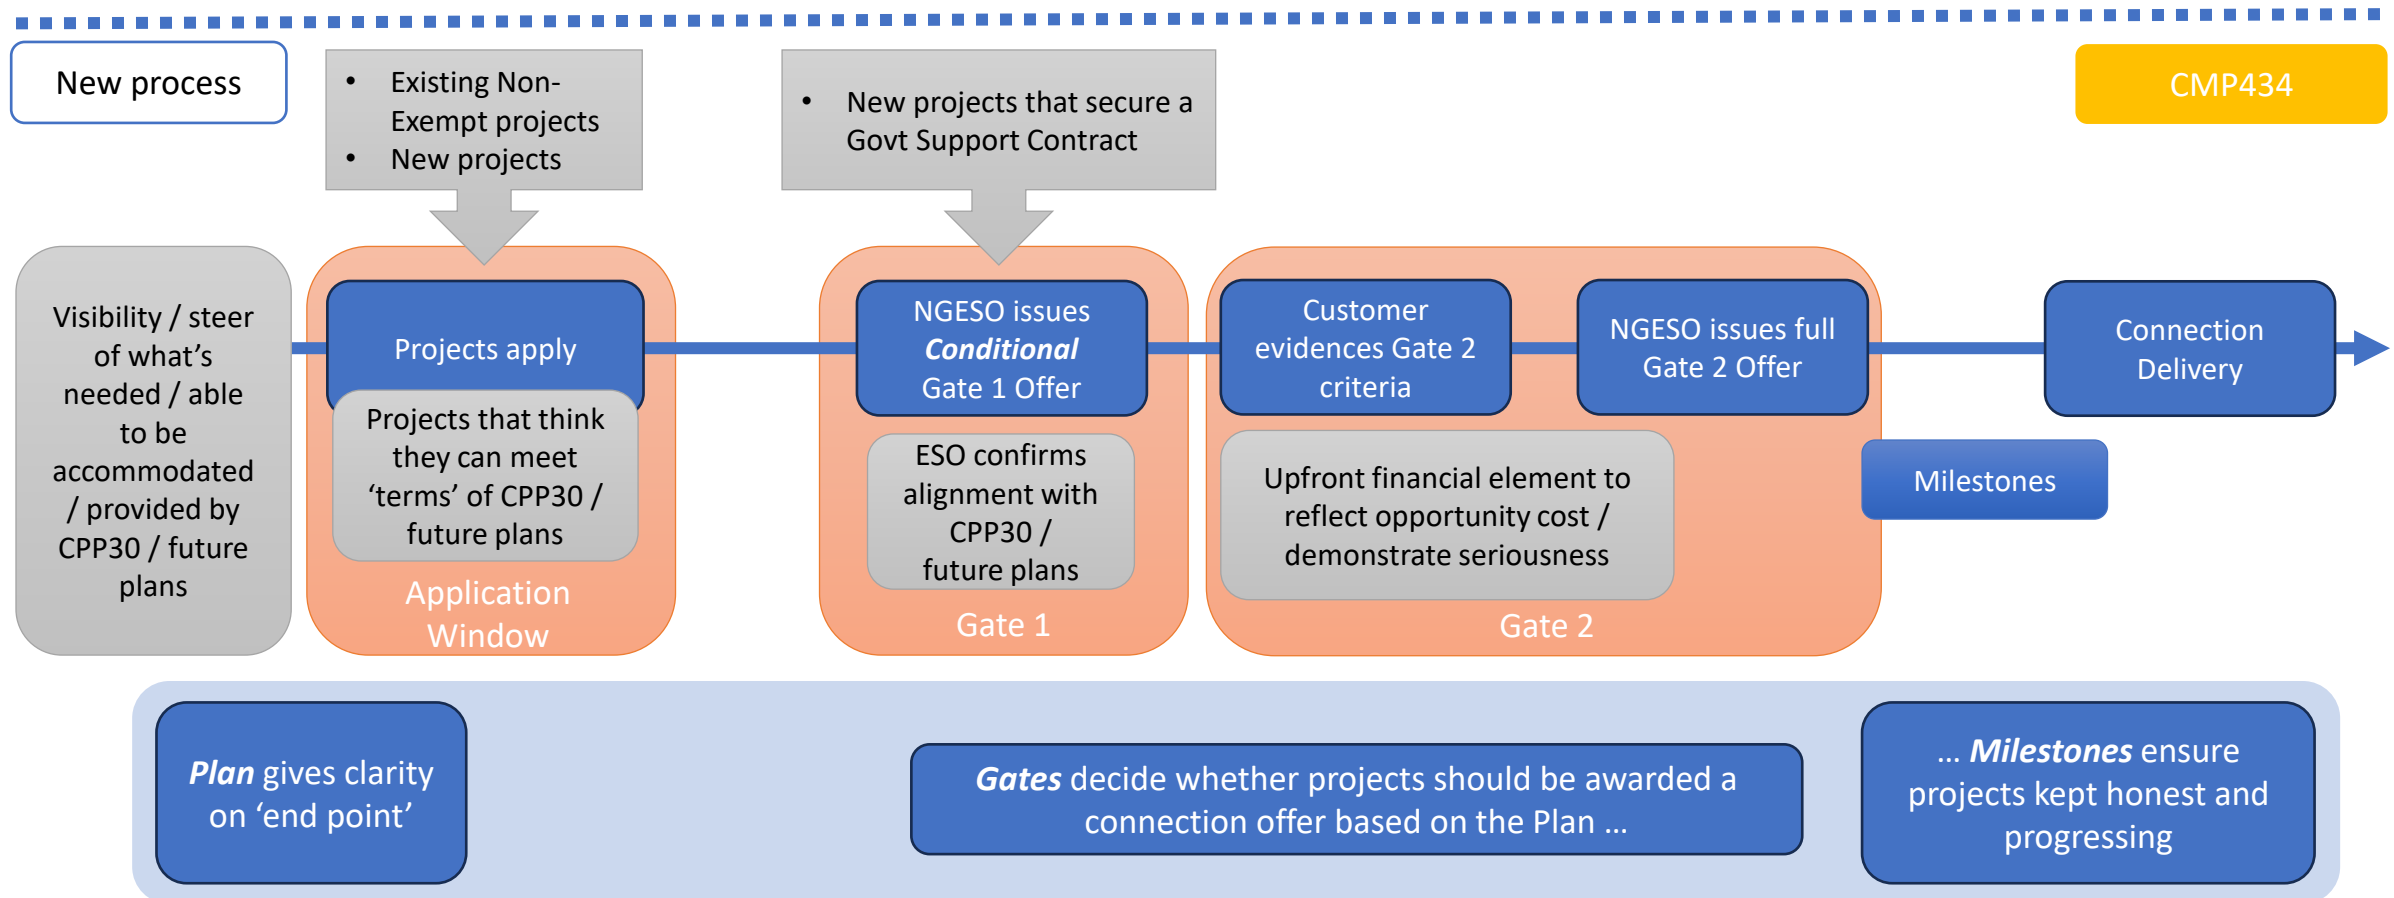 New process
• Existing Non-
Exempt projects
• New projects
• New projects that secure a
Govt Support Contract
CMP434
Visibility / steer
of what’s
needed / able
to be
accommodated
/ provided by
CPP30 / future
plans
Projects apply
Projects that think
they can meet
‘terms’ of CPP30 /
future plans
Application
Window
NGESO issues
Conditional
Gate 1 Offer
ESO confirms
alignment with
CPP30 /
future plans
Gate 1
Customer
evidences Gate 2
criteria
NGESO issues full
Gate 2 Offer
Upfront financial element to
reflect opportunity cost /
demonstrate seriousness
Gate 2
Connection
Delivery
Milestones
Plan gives clarity
on ‘end point’
Gates decide whether projects should be awarded a
connection offer based on the Plan ...
... Milestones ensure
projects kept honest and
progressing